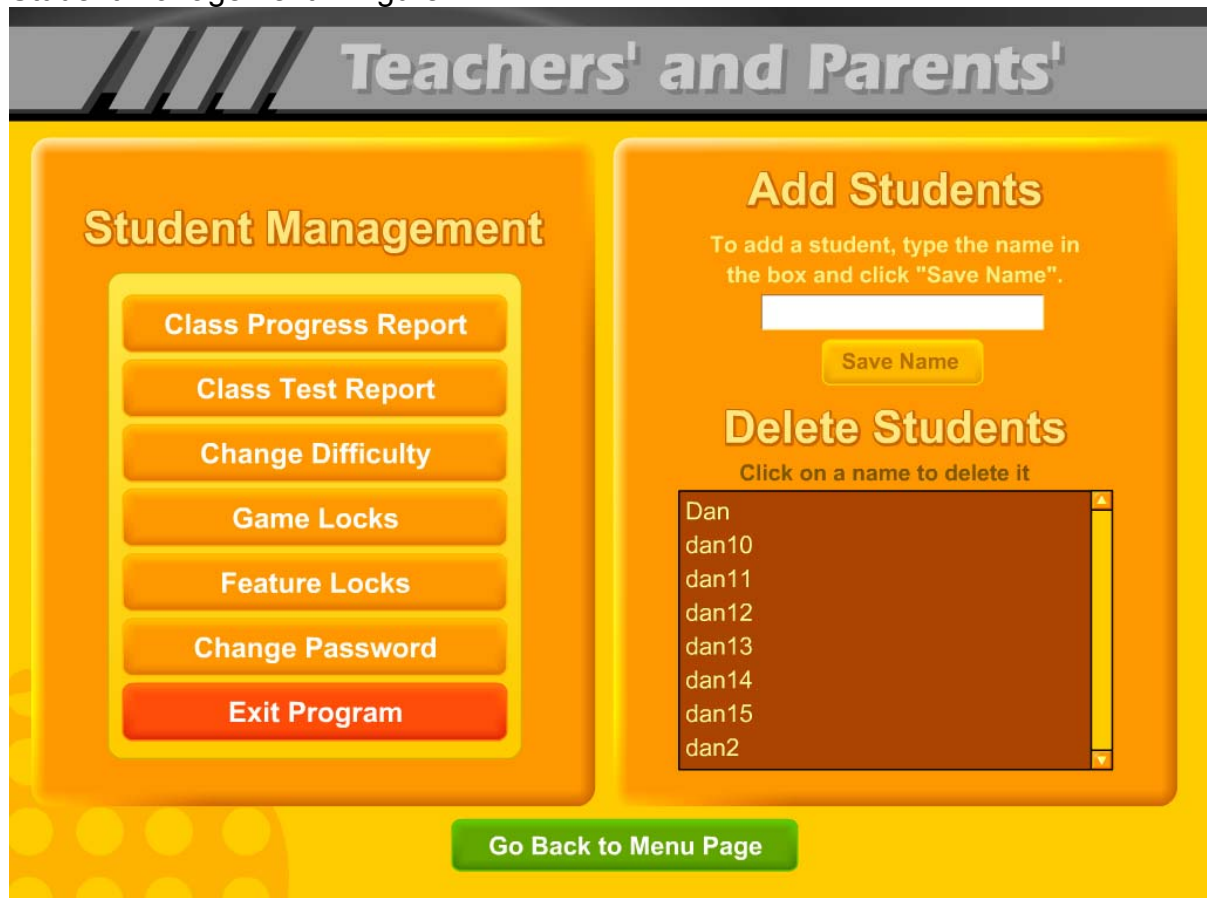 Teachers' and Parents'
Student Management
Class Progress Report
Class Test Report
Change Difficulty
Game Locks
Feature Locks
Change Password
Exit Program
Add Students
To add a student, type the name in
the box and click "Save Name".
Save Name
Delete Students
Click on a name to delete it
Dan
dan10
dan11
dan12
dan13
dan14
dan15
dan2
Go Back to Menu Page